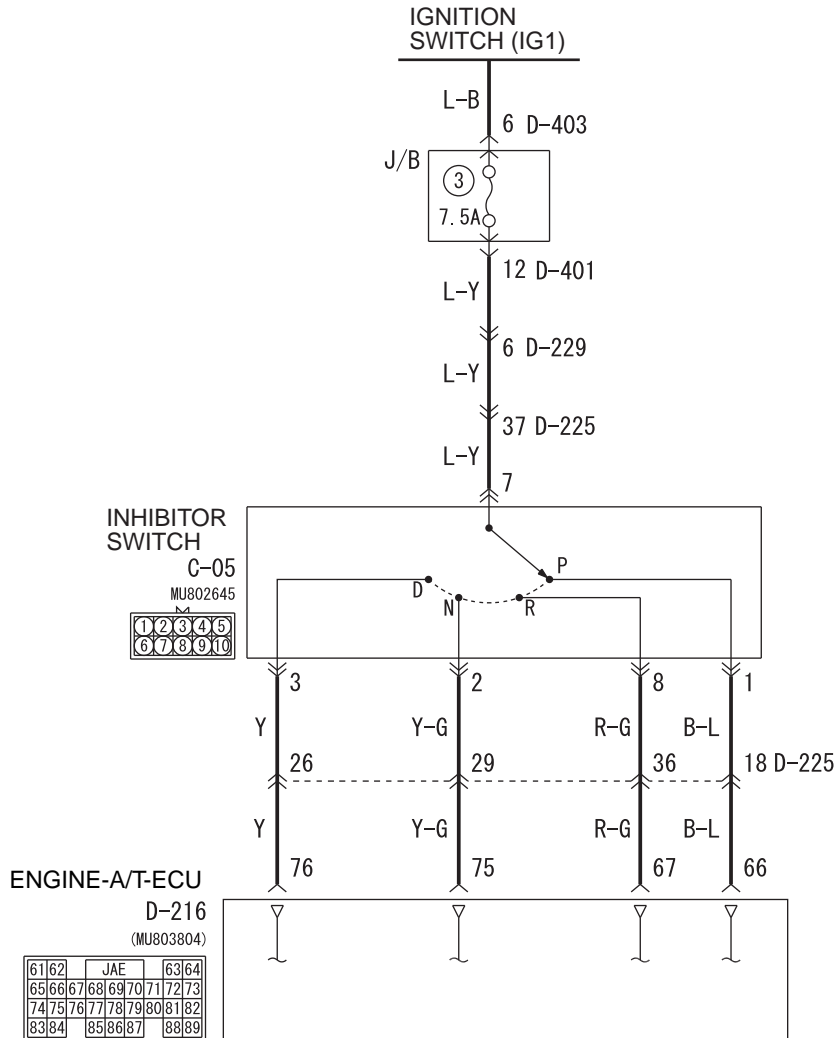 IGNITION
SWITCH (IG1)
L-B
6 D-403
J/B
3
7.5A
12 D-401
L-Y
6 D-229
L-Y
37 D-225
L-Y
7
INHIBITOR
SWITCH
C-05
MU802645
1 2 3 4 5
6 7 8 9 10
P
D
N R
3 2 8 1
Y Y-G R-G B-L
26 29 36 18 D-225
Y Y-G R-G B-L
76 75 67 66
ENGINE-A/T-ECU
D-216
(MU803804)
61 62 JAE 63 64
65 66 67 68 69 70 71 72 73
74 75 76 77 78 79 80 81 82
83 84 85 86 87 88 89